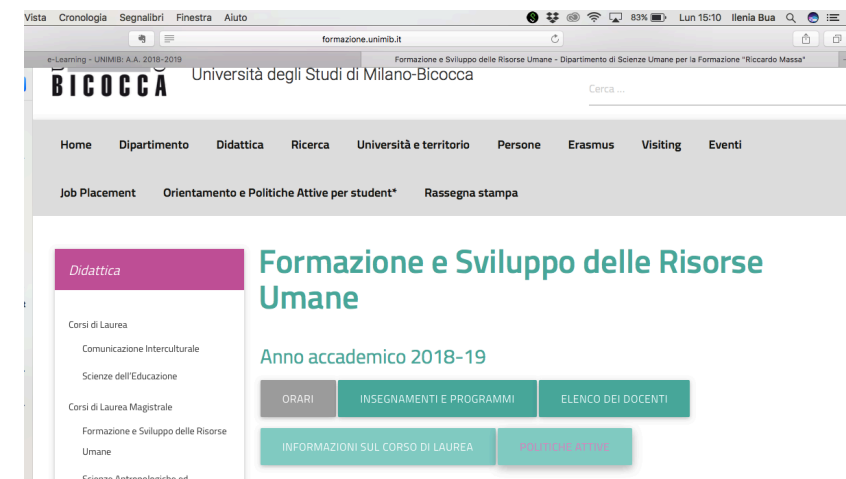 Vista Cronologia Segnalibri Finestra Aiuto 83% Lun 15:10 Ilenia Bua
formazione.unimib.it
e-Learning - UNIMIB: A.A. 2018-2019 Formazione e Sviluppo delle Risorse Umane - Dipartimento di Scienze Umane per la Formazione "Riccardo Massa"
BICOCCA
Università degli Studi di Milano-Bicocca
Cerca ...
Home Dipartimento Didattica Ricerca Università e territorio Persone Erasmus Visiting Eventi
Job Placement Orientamento e Politiche Attive per student* Rassegna stampa
Didattica
Corsi di Laurea
Comunicazione Interculturale
Scienze dell'Educazione
Corsi di Laurea Magistrale
Formazione e Sviluppo delle Risorse
Umane
Scienze Antropologiche ed
Formazione e Sviluppo delle Risorse
Umane
Anno accademico 2018-19
ORARI INSEGNAMENTI E PROGRAMMI ELENCO DEI DOCENTI
INFORMAZIONI SUL CORSO DI LAUREA POLITICHE ATTIVE